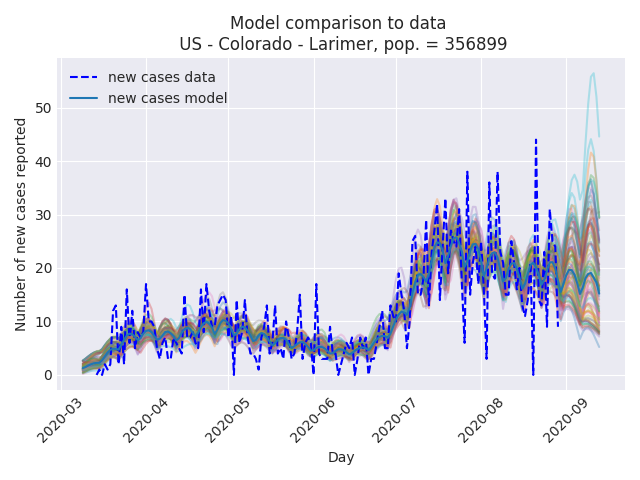 Model comparison to data
US - Colorado - Larimer, pop. = 356899
new cases data
new cases model
Number of new cases reported
50
40
30
20
10
0
2020-03
2020-04
2020-05
2020-06
2020-07
2020-08
2020-09
Day